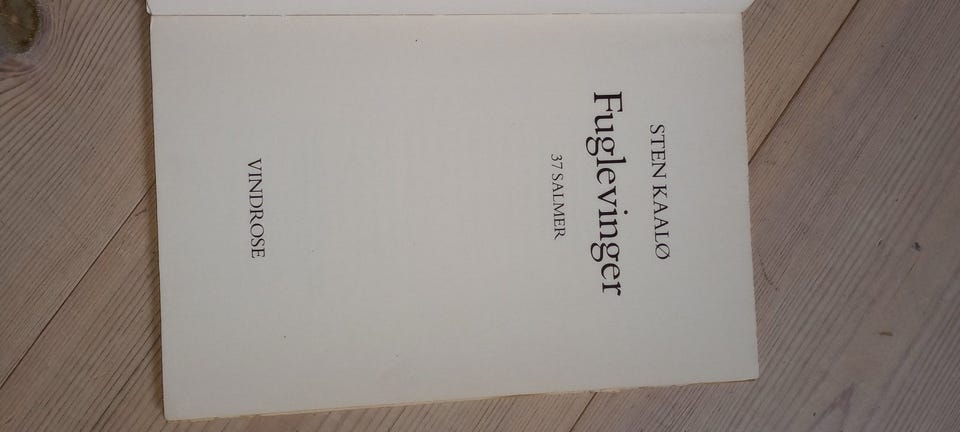 STEN KAALØ
Fuglevinger
37 SALMER
VINDROSE